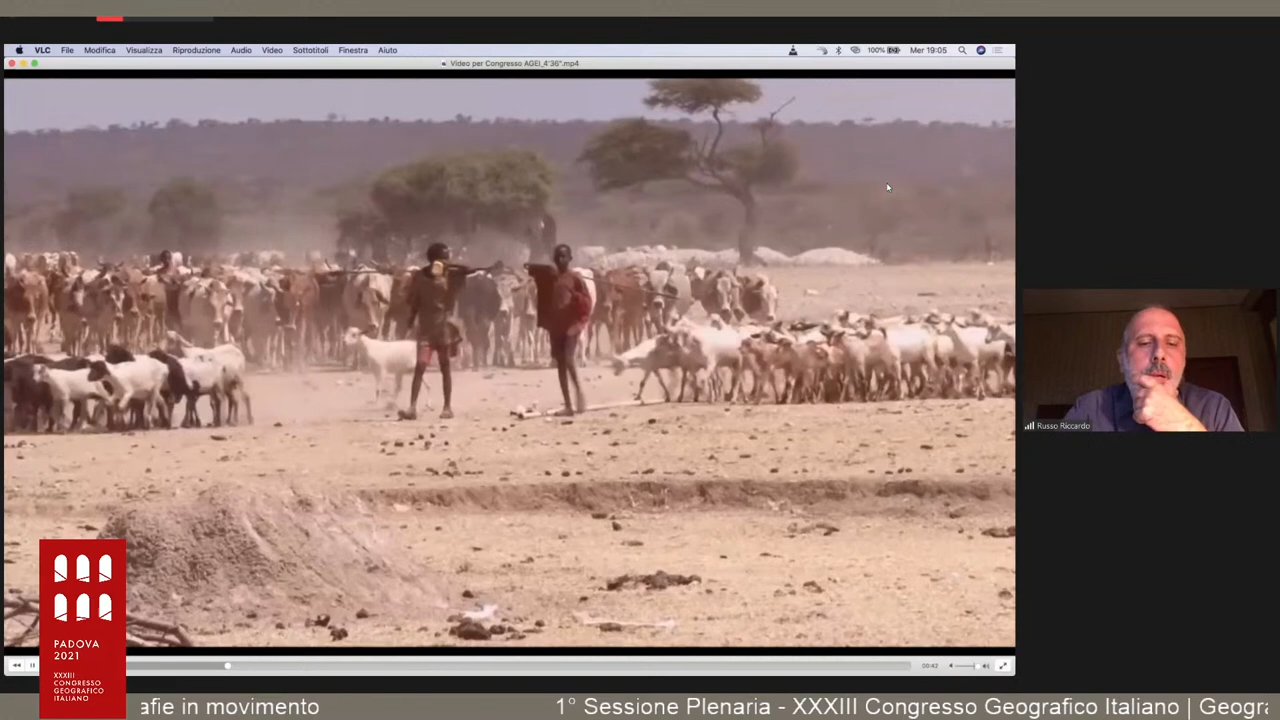 VLC File Modifica Visualizza Riproduzione Audio Video Sottotitoli Finestra Aiuto 100% Mer 19:05
Video per Congresso AGEI_4'36".mp4
Russo Riccardo
00:42
PADOVA
2021
XXXIII
CONGRESSO
GEOGRAFICO
ITALIANO
afie in movimento 1° Sessione Plenaria - XXXIII Congresso Geografico Italiano | Geogra